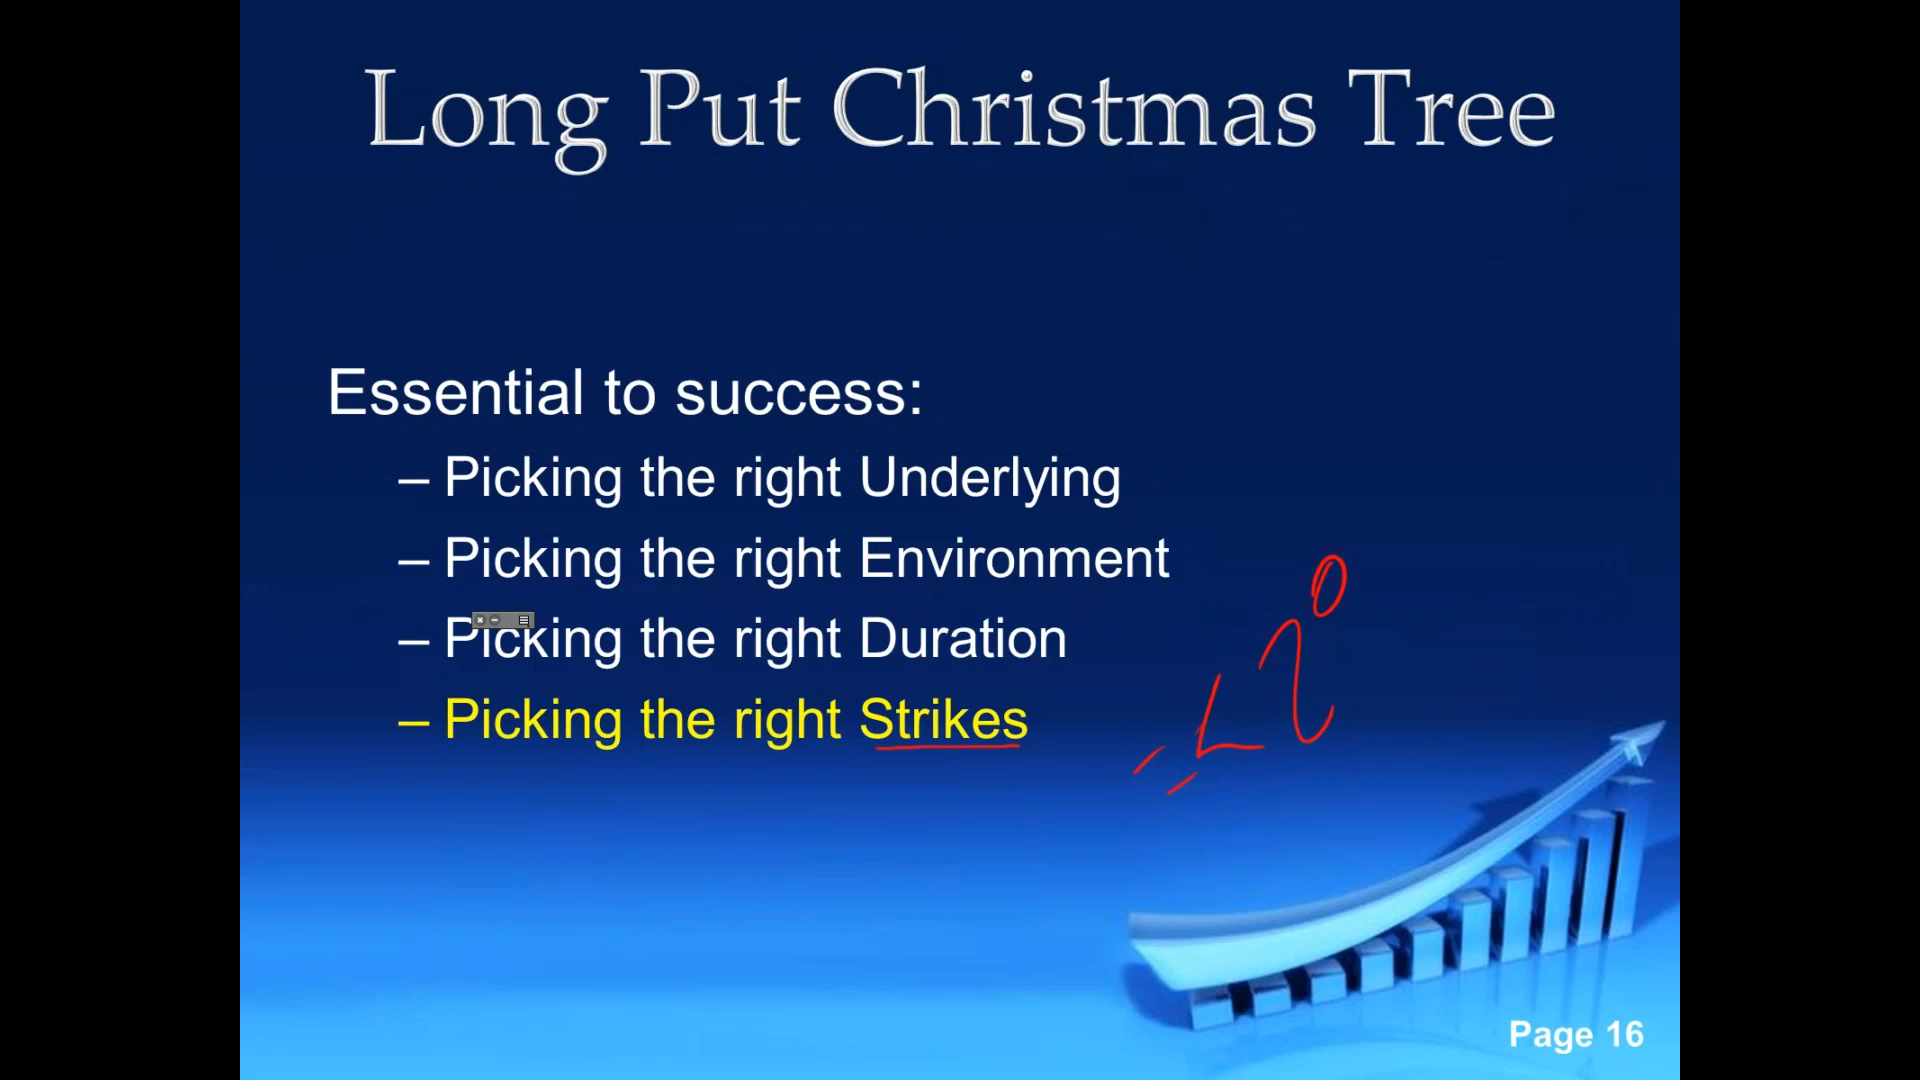 Long Put Christmas Tree
Essential to success:
– Picking the right Underlying
– Picking the right Environment
– Picking the right Duration
– Picking the right Strikes
Page 16